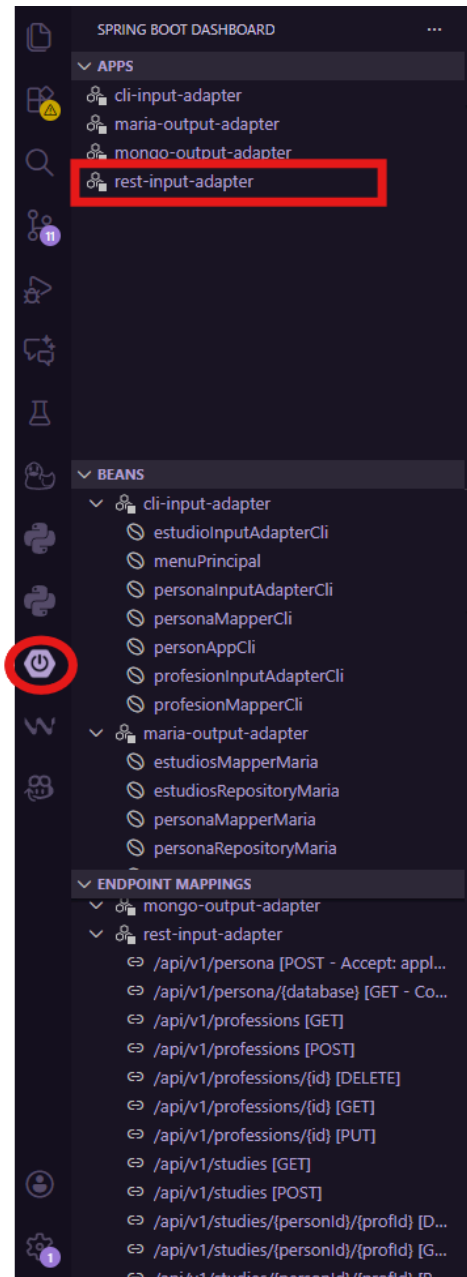 SPRING BOOT DASHBOARD ...
APPS
cli-input-adapter
maria-output-adapter
mongo-output-adapter
rest-input-adapter
11
BEANS
cli-input-adapter
estudioInputAdapterCli
menuPrincipal
personaInputAdapterCli
personaMapperCli
personAppCli
profesionInputAdapterCli
profesionMapperCli
maria-output-adapter
estudiosMapperMaria
estudiosRepositoryMaria
personaMapperMaria
personaRepositoryMaria
ENDPOINT MAPPINGS
mongo-output-adapter
rest-input-adapter
/api/v1/persona [POST - Accept: appl...
/api/v1/persona/{database} [GET - Co...
/api/v1/professions [GET]
/api/v1/professions [POST]
/api/v1/professions/{id} [DELETE]
/api/v1/professions/{id} [GET]
/api/v1/professions/{id} [PUT]
/api/v1/studies [GET]
/api/v1/studies [POST]
/api/v1/studies/{personId}/{profId} [D...
/api/v1/studies/{personId}/{profId} [G...
1